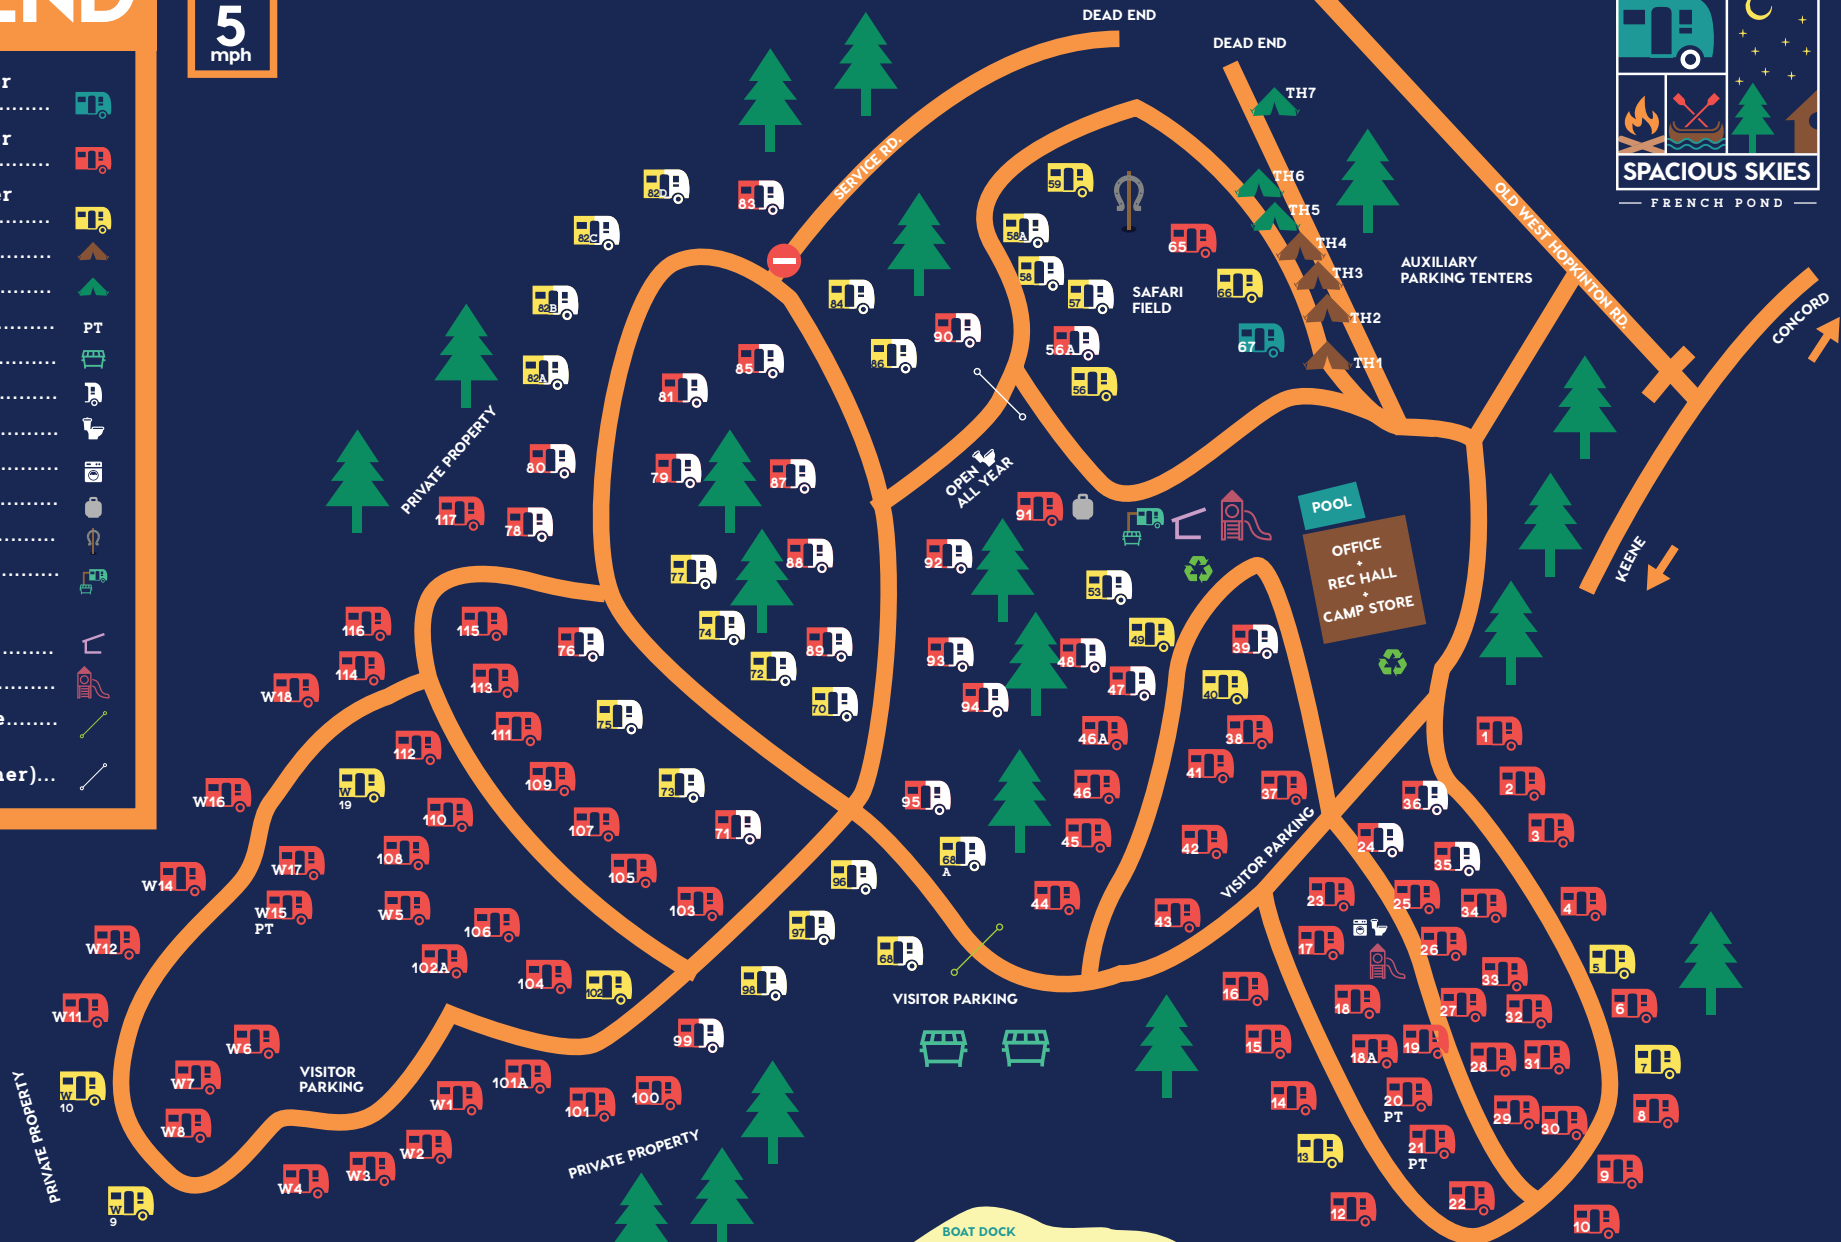 END
5
mph
r
r
er
PT
e
ner)...
DEAD END
DEAD END
SERVICE RD.
OLD WEST HOPKINTON RD.
SPACIOUS SKIES
FRENCH POND
CONCORD
KEENE
AUXILIARY
PARKING TENTERS
SAFARI
FIELD
TH7
TH6
TH5
TH4
TH3
TH2
TH1
59
58A
58
57
56A
56
65
66
67
82D
83
82C
82B
82A
84
86
90
85
81
80
79
87
PRIVATE PROPERTY
117
78
OPEN
ALL YEAR
91
POOL
OFFICE
+
REC HALL
+
CAMP STORE
77
88
92
53
74
89
72
70
93
94
48
47
49
39
40
116
115
76
114
113
W18
75
111
112
109
110
107
108
105
103
106
73
71
95
68
A
96
97
68
98
99
46A
46
45
44
38
41
37
42
43
VISITOR PARKING
36
24
35
1
2
3
4
5
6
7
8
9
10
23
25
34
17
26
33
16
18
27
32
15
18A
19
28
31
14
20
PT
29
30
13
21
PT
12
22
W16
W
19
W17
W14
W15
PT
W5
W12
102A
104
102
W11
W6
W7
W
10
W8
VISITOR
PARKING
W1
101A
101
100
W2
W3
W4
W
9
PRIVATE PROPERTY
PRIVATE PROPERTY
VISITOR PARKING
BOAT DOCK